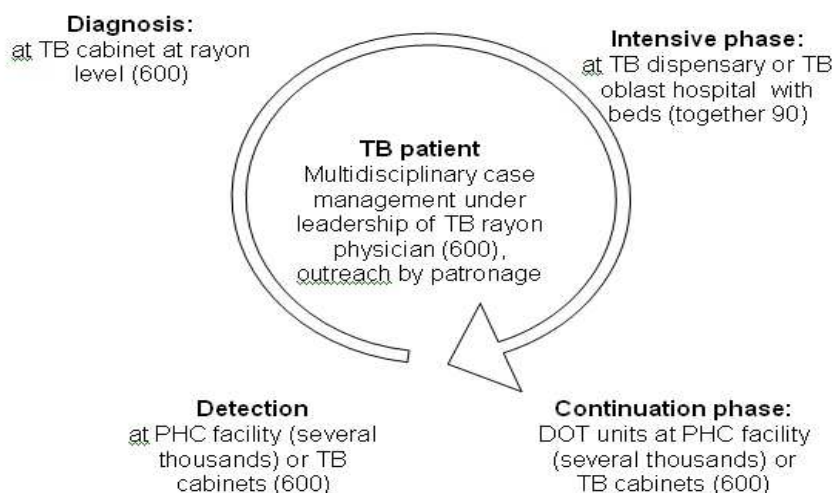 Diagnosis:
at TB cabinet at rayon
level (600)
Intensive phase:
at TB dispensary or TB
oblast hospital with
beds (together 90)
TB patient
Multidisciplinary case
management under
leadership of TB rayon
physician (600),
outreach by patronage
Detection
at PHC facility (several
thousands) or TB
cabinets (600)
Continuation phase:
DOT units at PHC facility
(several thousands) or
TB cabinets (600)